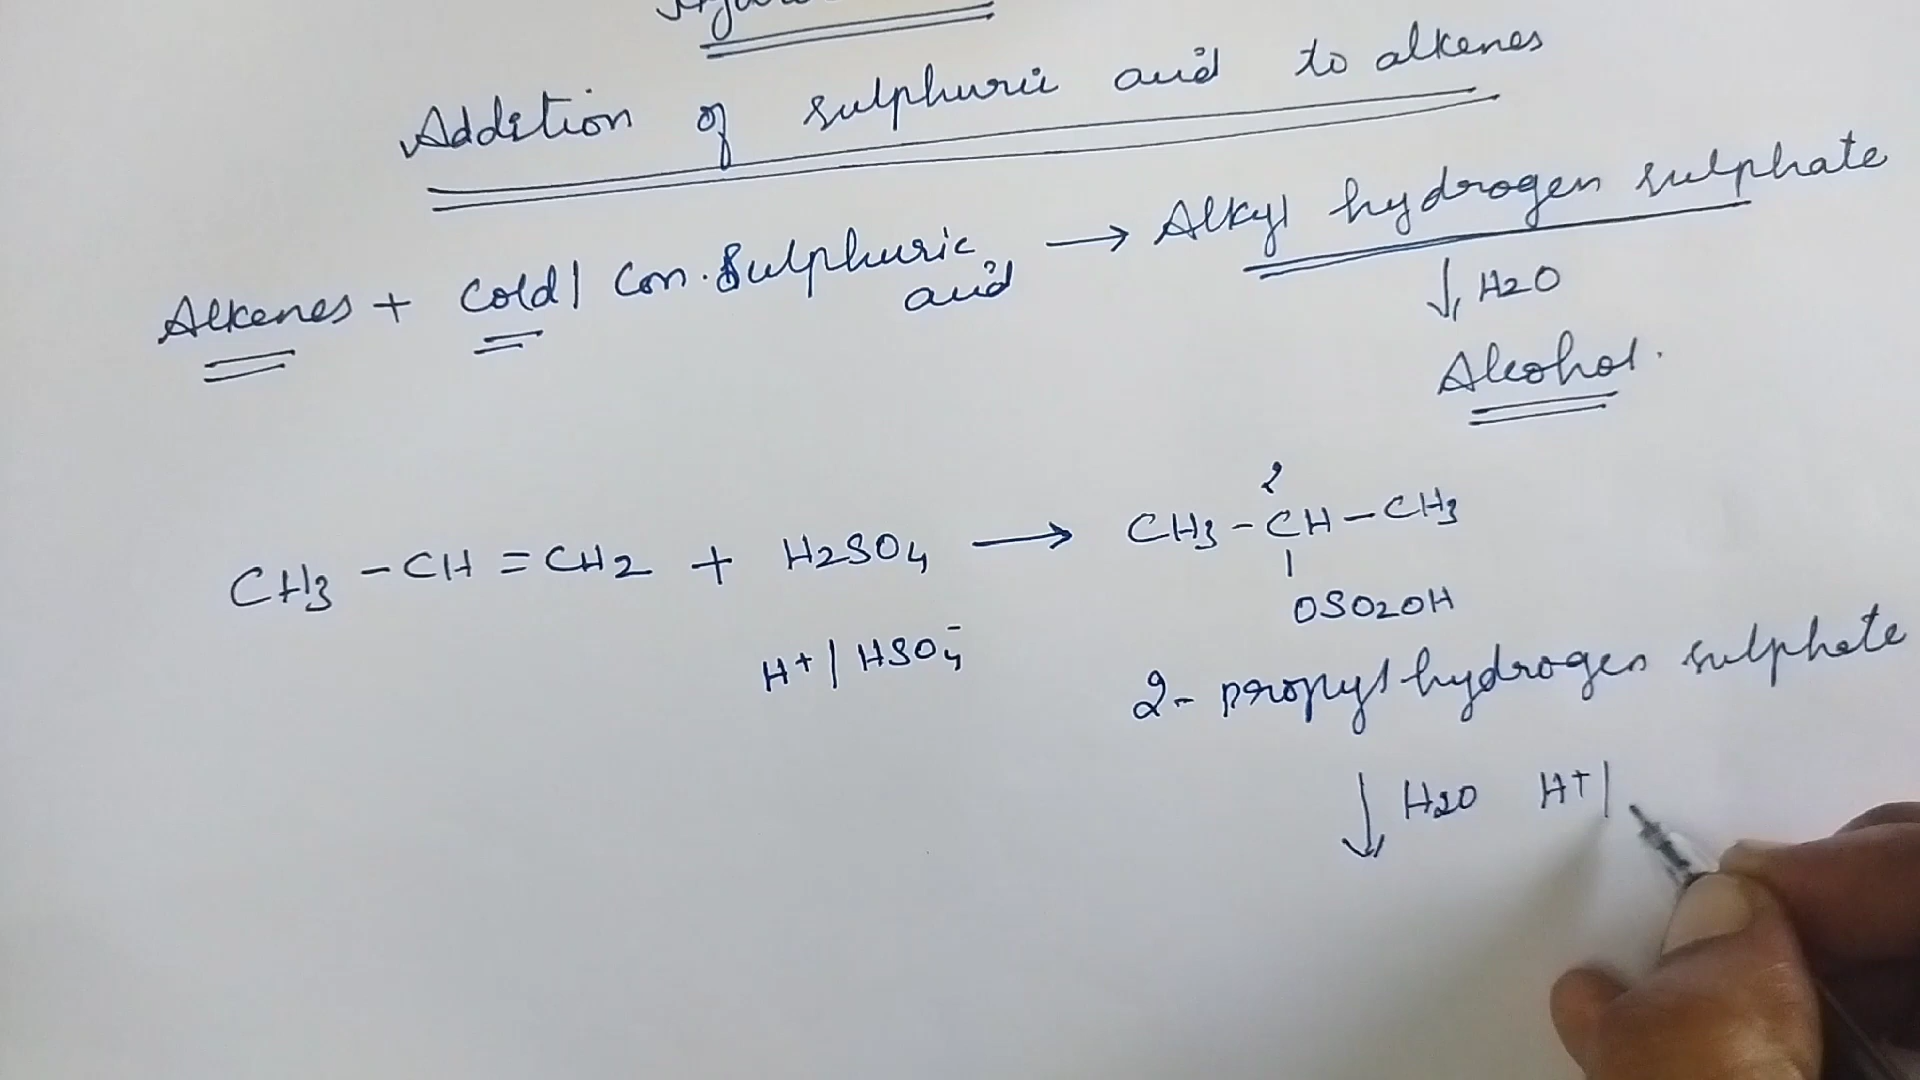 Addition of sulphuric acid to alkenes
Alkenes + cold| Con. Sulphuric acid → Alkyl hydrogen sulphate
↓ H2O
Alcohol.
2
CH3 - CH = CH2 + H2SO4 → CH3 - CH - CH3
|
OSO2OH
H+ | HSO4-
2- propyl hydrogen sulphate
↓ H2O H+ |